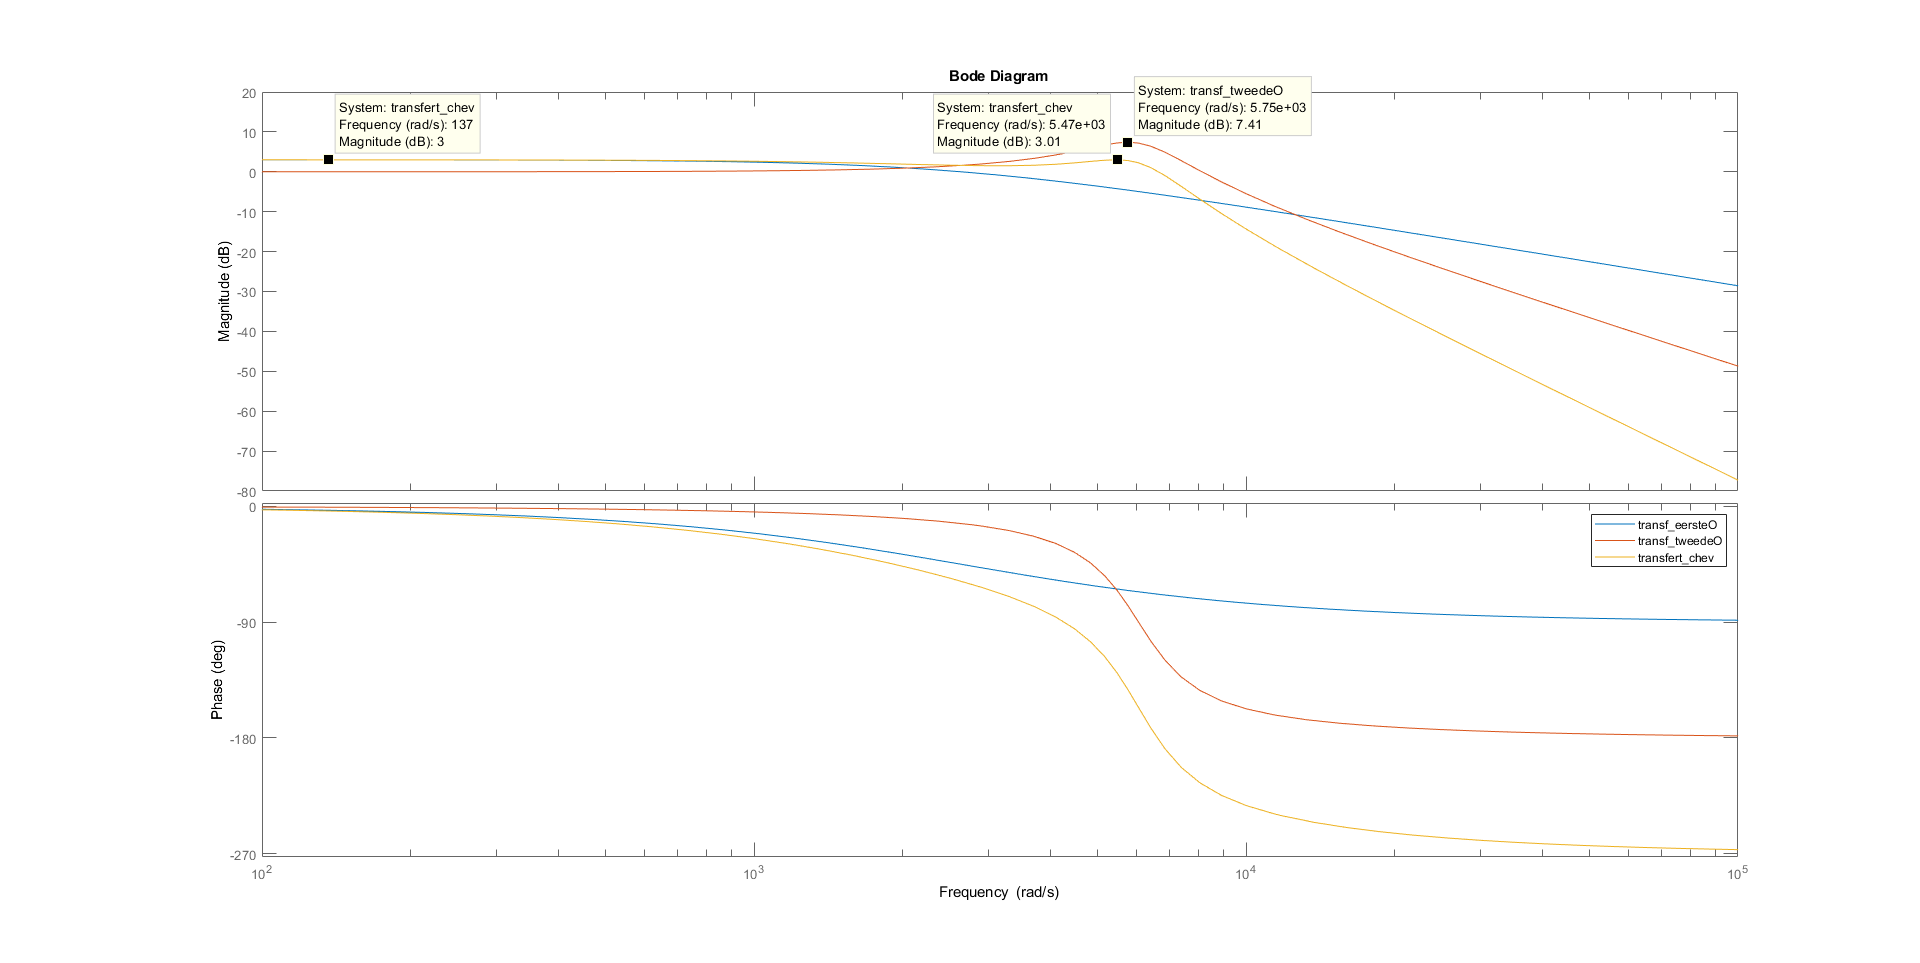 Bode Diagram
System: transfert_chev
Frequency (rad/s): 137
Magnitude (dB): 3
System: transfert_chev
Frequency (rad/s): 5.47e+03
Magnitude (dB): 3.01
System: transf_tweedeO
Frequency (rad/s): 5.75e+03
Magnitude (dB): 7.41
Magnitude (dB)
20
10
0
-10
-20
-30
-40
-50
-60
-70
-80
transf_eersteO
transf_tweedeO
transfert_chev
Phase (deg)
0
-90
-180
-270
10^2
10^3
10^4
10^5
Frequency (rad/s)